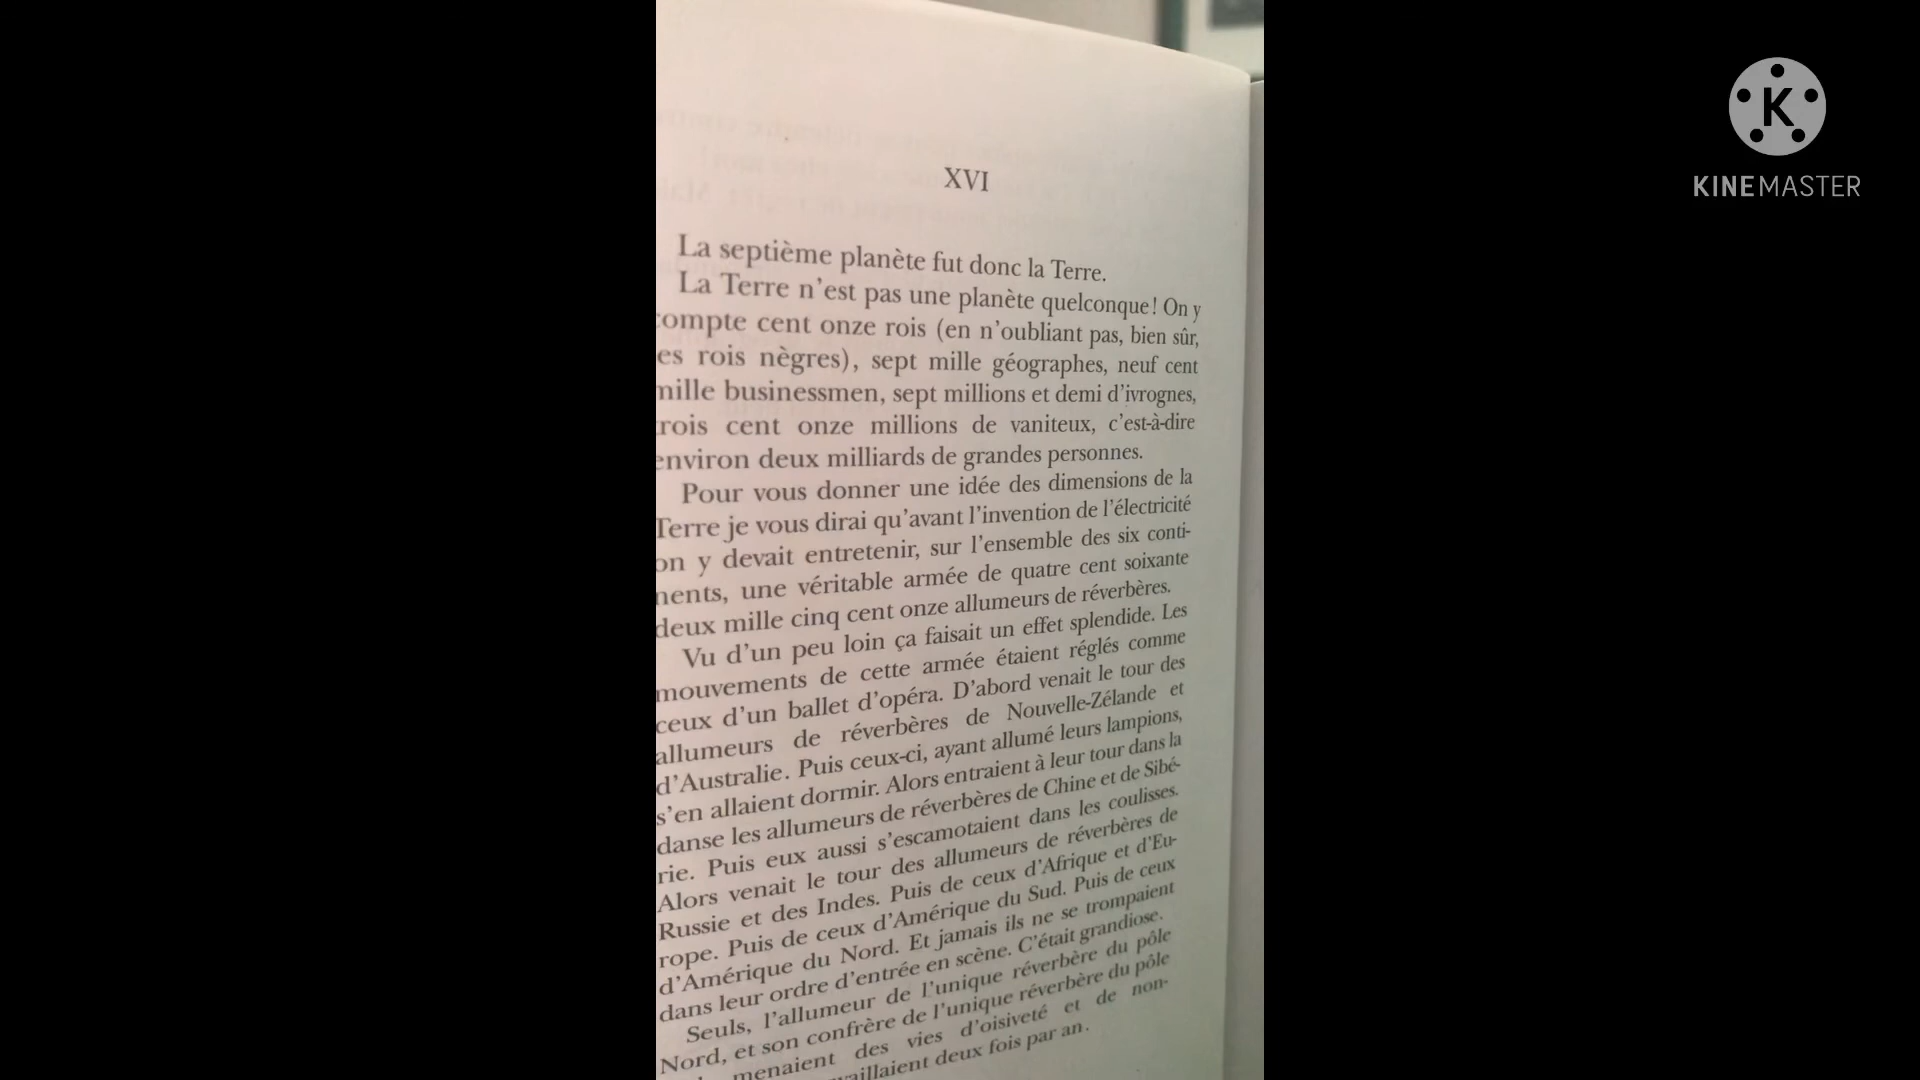 XVI
La septième planète fut donc la Terre.
La Terre n'est pas une planète quelconque! On y
compte cent onze rois (en n'oubliant pas, bien sûr,
es rois nègres), sept mille géographes, neuf cent
mille businessmen, sept millions et demi d'ivrognes,
trois cent onze millions de vaniteux, c'est-à-dire
environ deux milliards de grandes personnes.
Pour vous donner une idée des dimensions de la
Terre je vous dirai qu'avant l'invention de l'électricité
on y devait entretenir, sur l'ensemble des six conti-
nents, une véritable armée de quatre cent soixante
deux mille cinq cent onze allumeurs de réverbères.
Vu d'un peu loin ça faisait un effet splendide. Les
mouvements de cette armée étaient réglés comme
ceux d'un ballet d'opéra. D'abord venait le tour des
allumeurs de réverbères de Nouvelle-Zélande et
d'Australie. Puis ceux-ci, ayant allumé leurs lampions,
s'en allaient dormir. Alors entraient à leur tour dans la
danse les allumeurs de réverbères de Chine et de Sibé-
rie. Puis eux aussi s'escamotaient dans les coulisses.
Alors venait le tour des allumeurs de réverbères de
Russie et des Indes. Puis de ceux d'Afrique et d'Eu-
rope. Puis de ceux d'Amérique du Sud. Puis de ceux
d'Amérique du Nord. Et jamais ils ne se trompaient
dans leur ordre d'entrée en scène. C'était grandiose.
Seuls, l'allumeur de l'unique réverbère du pôle
Nord, et son confrère de l'unique réverbère du pôle
menaient des vies d'oisiveté et de non-
vaillaient deux fois par an.
K
KINEMASTER